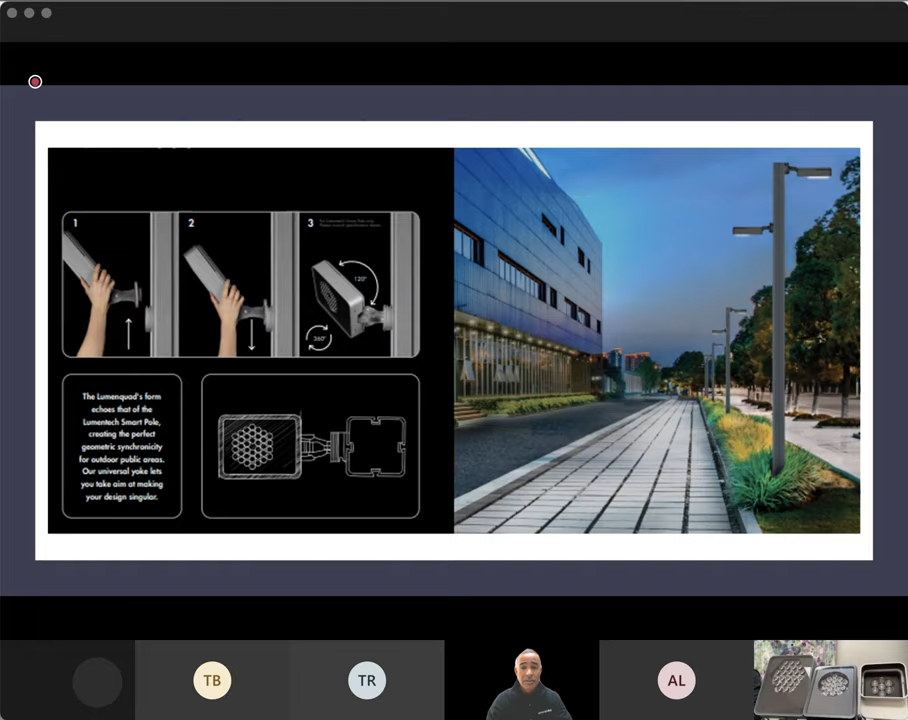 1
2
3
120°
360°
The Lumenquad's form
echoes that of the
Lumentech Smart Pole,
creating the perfect
geometric synchronicity
for outdoor public areas.
Our universal yoke lets
you take aim at making
your design singular.
TB
TR
AL